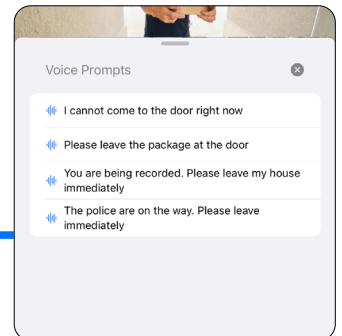 Voice Prompts
I cannot come to the door right now
Please leave the package at the door
You are being recorded. Please leave my house
immediately
The police are on the way. Please leave
immediately